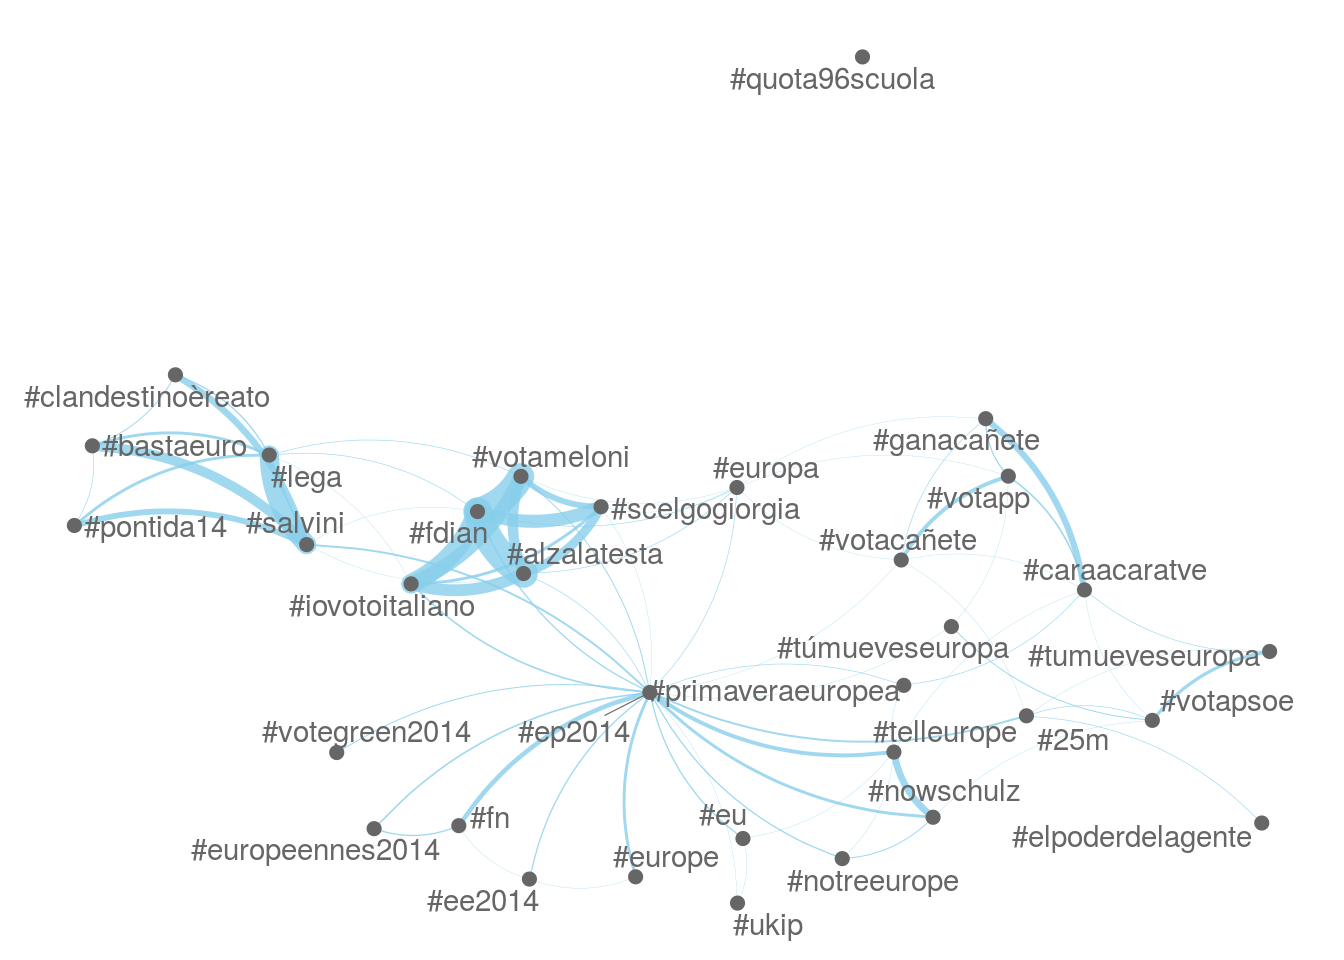 #quota96scuola
#clandestinoèreato
#bastaeuro
#lega
#pontida14
#salvini
#votameloni
#fdian
#scelgogiorgia
#alzalatesta
#iovotoitaliano
#europa
#ganacañete
#votapp
#votacañete
#caraacaratve
#túmueveseuropa
#tumueveseuropa
#primaveraeuropea
#votapsoe
#votegreen2014
#ep2014
#telleurope
#25m
#nowschulz
#fn
#eu
#elpoderdelagente
#europeennes2014
#europe
#notreeurope
#ee2014
#ukip